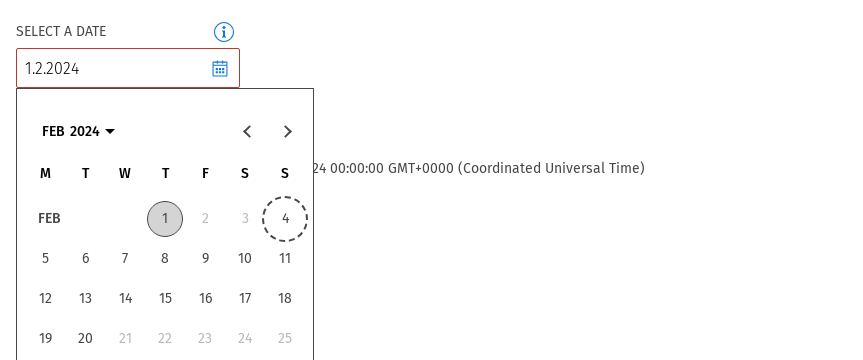 SELECT A DATE
1.2.2024
FEB 2024
24 00:00:00 GMT+0000 (Coordinated Universal Time)
M T W T F S S
FEB 1 2 3 4
5 6 7 8 9 10 11
12 13 14 15 16 17 18
19 20 21 22 23 24 25